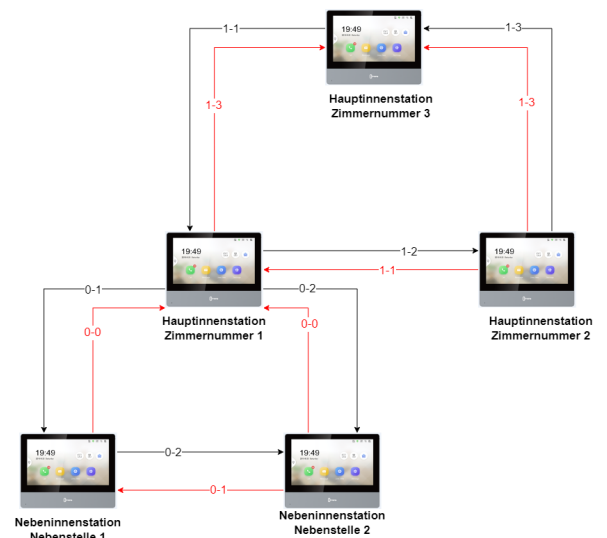 19:49
1-1
1-3
Hauptinnenstation
Zimmernummer 3
1-3
1-3
19:49
19:49
1-2
1-1
0-1
0-2
Hauptinnenstation
Zimmernummer 1
Hauptinnenstation
Zimmernummer 2
0-0
0-0
19:49
19:49
0-2
0-1
Nebeninnenstation
Nebenstelle 1
Nebeninnenstation
Nebenstelle 2